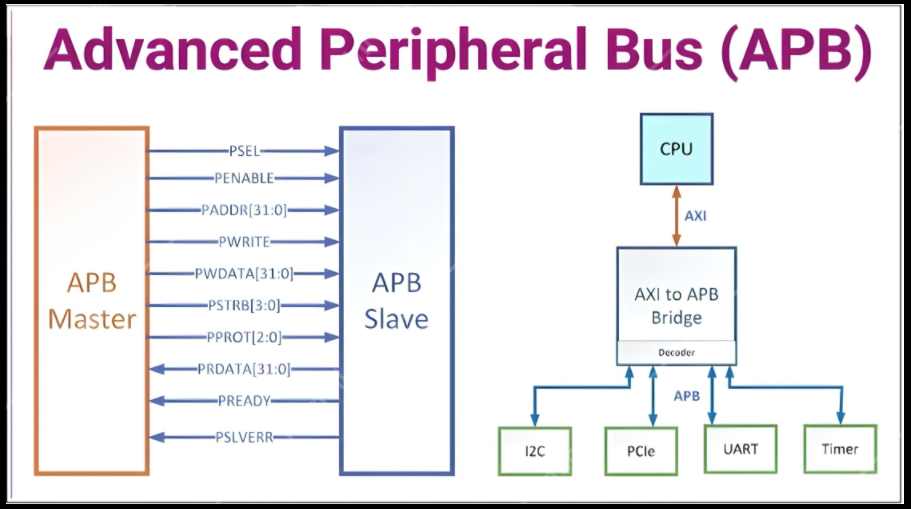 Advanced Peripheral Bus (APB)
APB
Master
PSEL
PENABLE
PADDR[31:0]
PWRITE
PWDATA[31:0]
PSTRB[3:0]
PPROT[2:0]
PRDATA[31:0]
PREADY
PSLVERR
APB
Slave
CPU
AXI
AXI to APB
Bridge
Decoder
APB
I2C
PCIe
UART
Timer